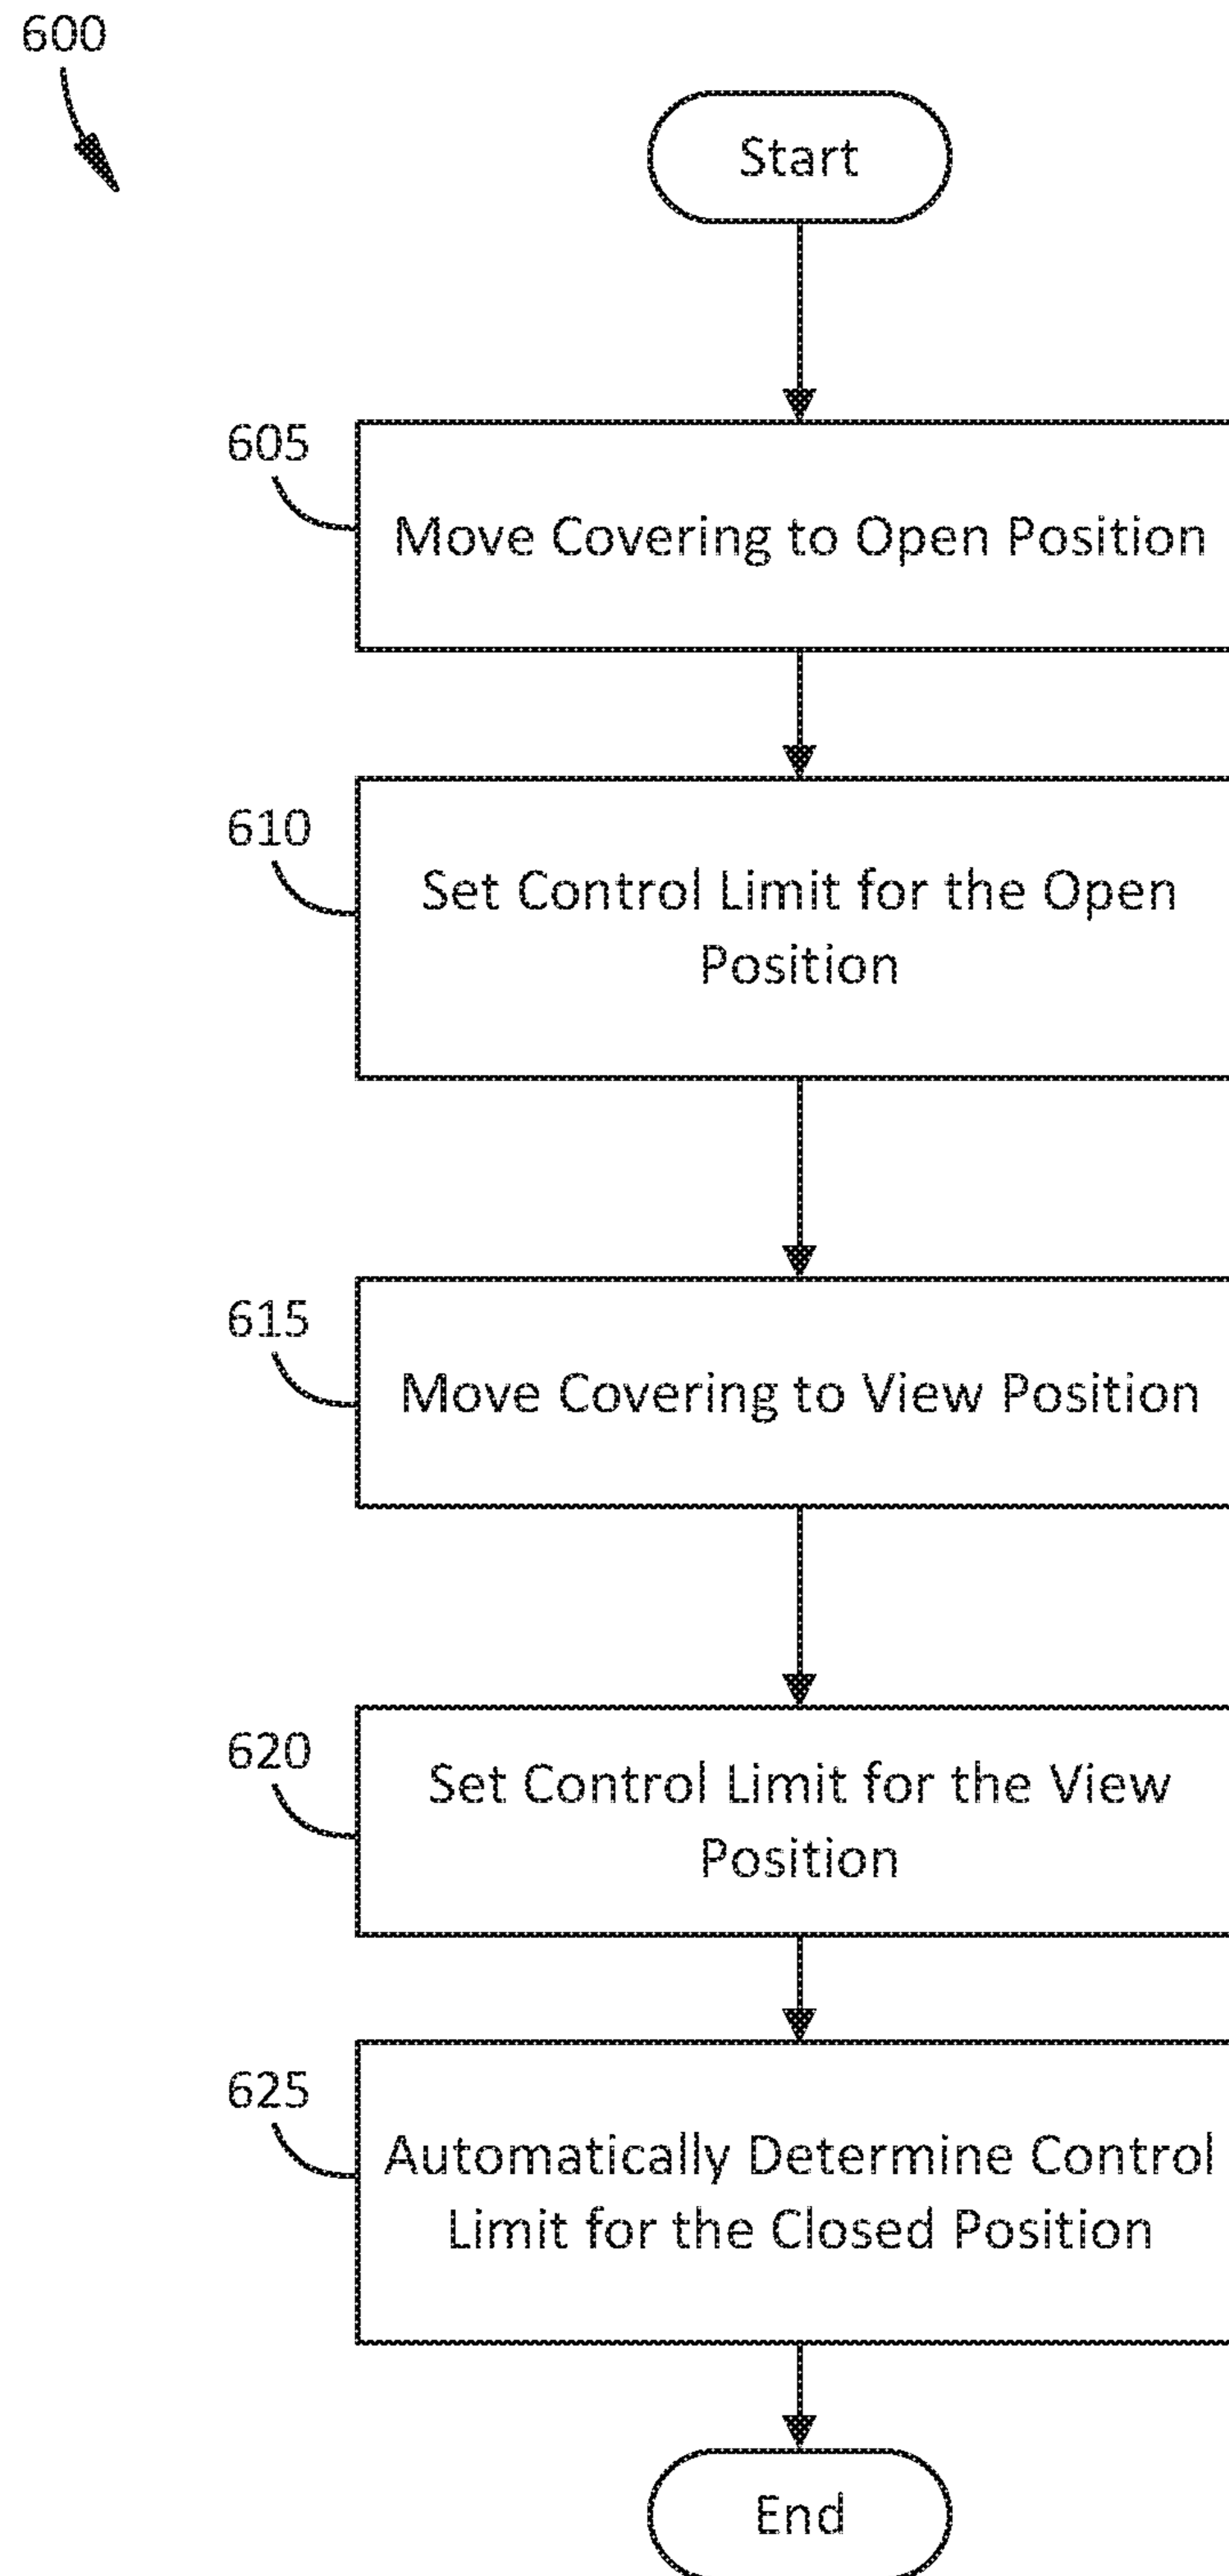 600
Start
605
Move Covering to Open Position
610
Set Control Limit for the Open
Position
615
Move Covering to View Position
620
Set Control Limit for the View
Position
625
Automatically Determine Control
Limit for the Closed Position
End